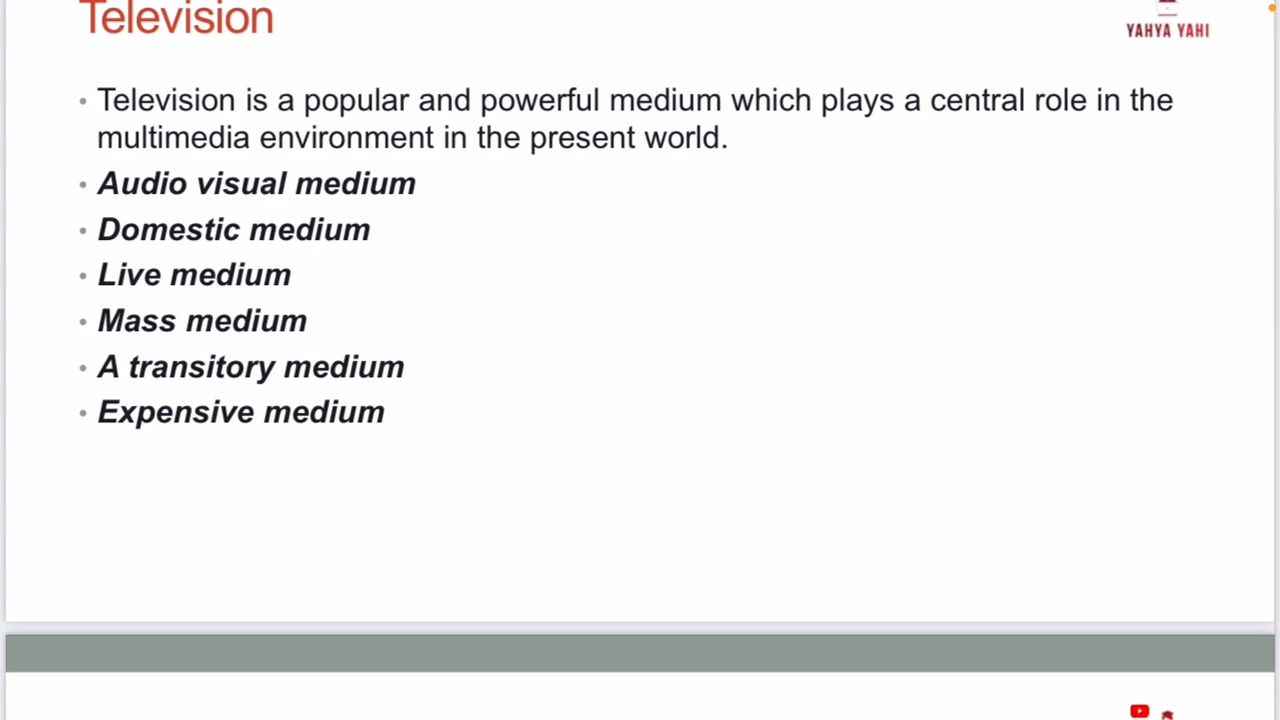 Television
YAHYA YAHI
• Television is a popular and powerful medium which plays a central role in the
multimedia environment in the present world.
• Audio visual medium
• Domestic medium
• Live medium
• Mass medium
• A transitory medium
• Expensive medium